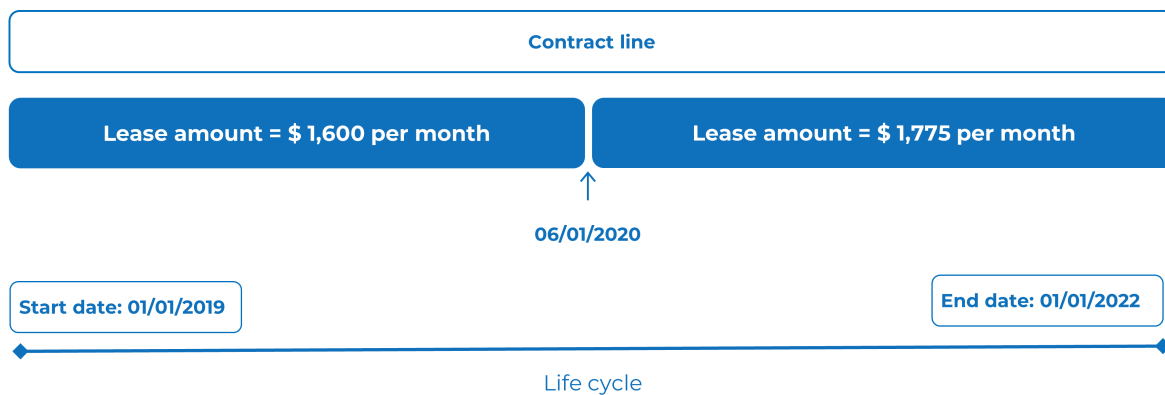 Contract line
Lease amount = $ 1,600 per month
Lease amount = $ 1,775 per month
06/01/2020
Start date: 01/01/2019
End date: 01/01/2022
Life cycle